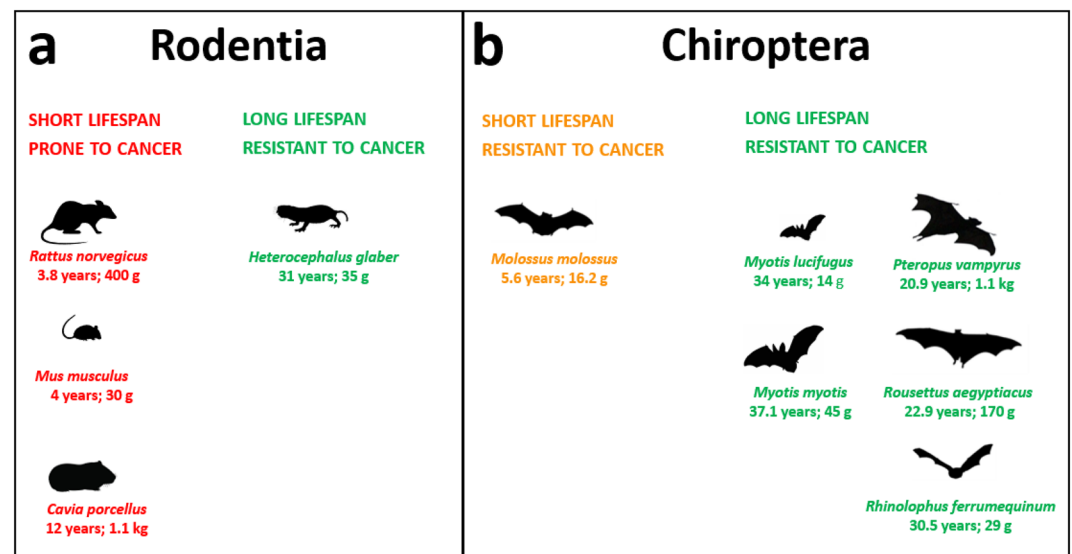 a Rodentia
SHORT LIFESPAN
PRONE TO CANCER
LONG LIFESPAN
RESISTANT TO CANCER
Rattus norvegicus
3.8 years; 400 g
Heterocephalus glaber
31 years; 35 g
Mus musculus
4 years; 30 g
Cavia porcellus
12 years; 1.1 kg
b Chiroptera
SHORT LIFESPAN
RESISTANT TO CANCER
LONG LIFESPAN
RESISTANT TO CANCER
Molossus molossus
5.6 years; 16.2 g
Myotis lucifugus
34 years; 14 g
Pteropus vampyrus
20.9 years; 1.1 kg
Myotis myotis
37.1 years; 45 g
Rousettus aegyptiacus
22.9 years; 170 g
Rhinolophus ferrumequinum
30.5 years; 29 g